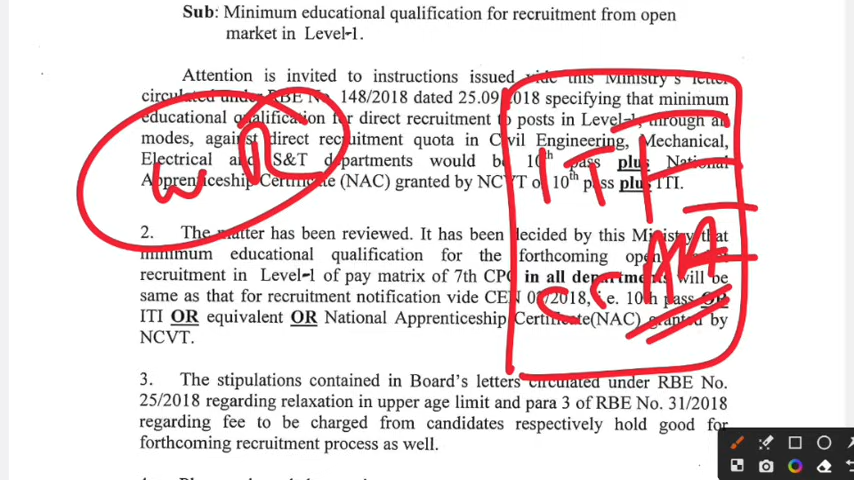 Sub: Minimum educational qualification for recruitment from open
market in Level-1.
Attention is invited to instructions issued vide this Ministry's letter
circulated under RBE No. 148/2018 dated 25.09.2018 specifying that minimum
educational qualification for direct recruitment to posts in Level-1, through all
modes, against direct recruitment quota in Civil Engineering, Mechanical,
Electrical and S&T departments would be 10th pass plus National
Apprenticeship Certificate (NAC) granted by NCVT or 10th pass plus ITI.
2. The matter has been reviewed. It has been decided by this Ministry that
minimum educational qualification for the forthcoming open
recruitment in Level-1 of pay matrix of 7th CPC in all departments will be
same as that for recruitment notification vide CEN 02/2018, i.e. 10th pass OR
ITI OR equivalent OR National Apprenticeship Certificate(NAC) granted by
NCVT.
3. The stipulations contained in Board's letters circulated under RBE No.
25/2018 regarding relaxation in upper age limit and para 3 of RBE No. 31/2018
regarding fee to be charged from candidates respectively hold good for
forthcoming recruitment process as well.